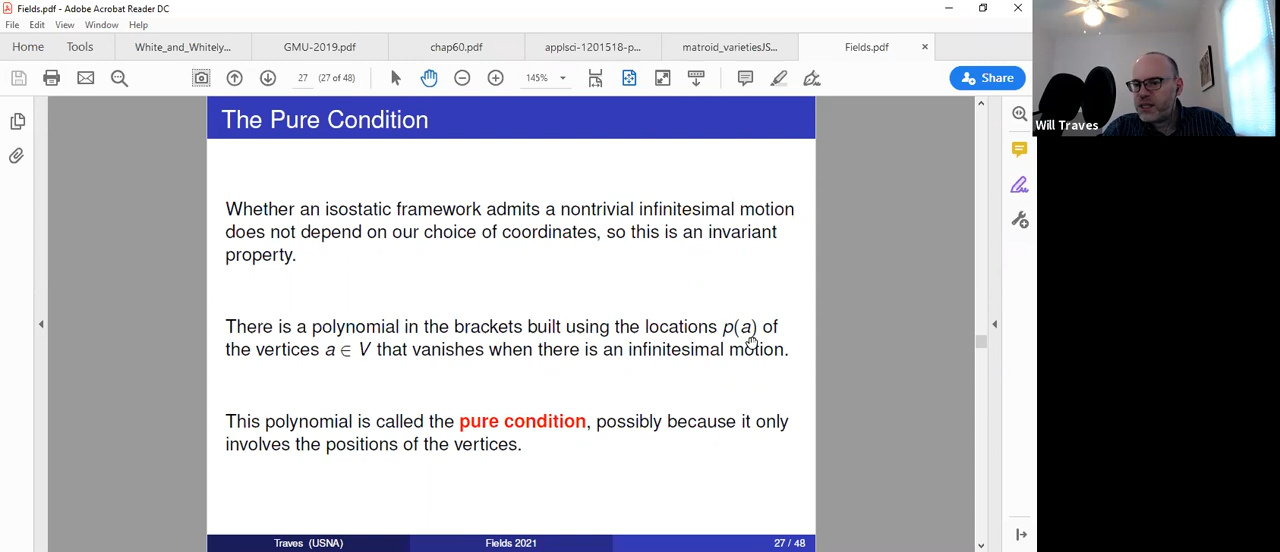 Fields.pdf - Adobe Acrobat Reader DC
File Edit View Window Help
Home Tools White_and_Whitely... GMU-2019.pdf chap60.pdf applsci-1201518-p... matroid_varietiesJS... Fields.pdf
27 (27 of 48) 145% Share
Will Traves
The Pure Condition
Whether an isostatic framework admits a nontrivial infinitesimal motion
does not depend on our choice of coordinates, so this is an invariant
property.
There is a polynomial in the brackets built using the locations p(a) of
the vertices a ∈ V that vanishes when there is an infinitesimal motion.
This polynomial is called the pure condition, possibly because it only
involves the positions of the vertices.
Traves (USNA) Fields 2021 27 / 48